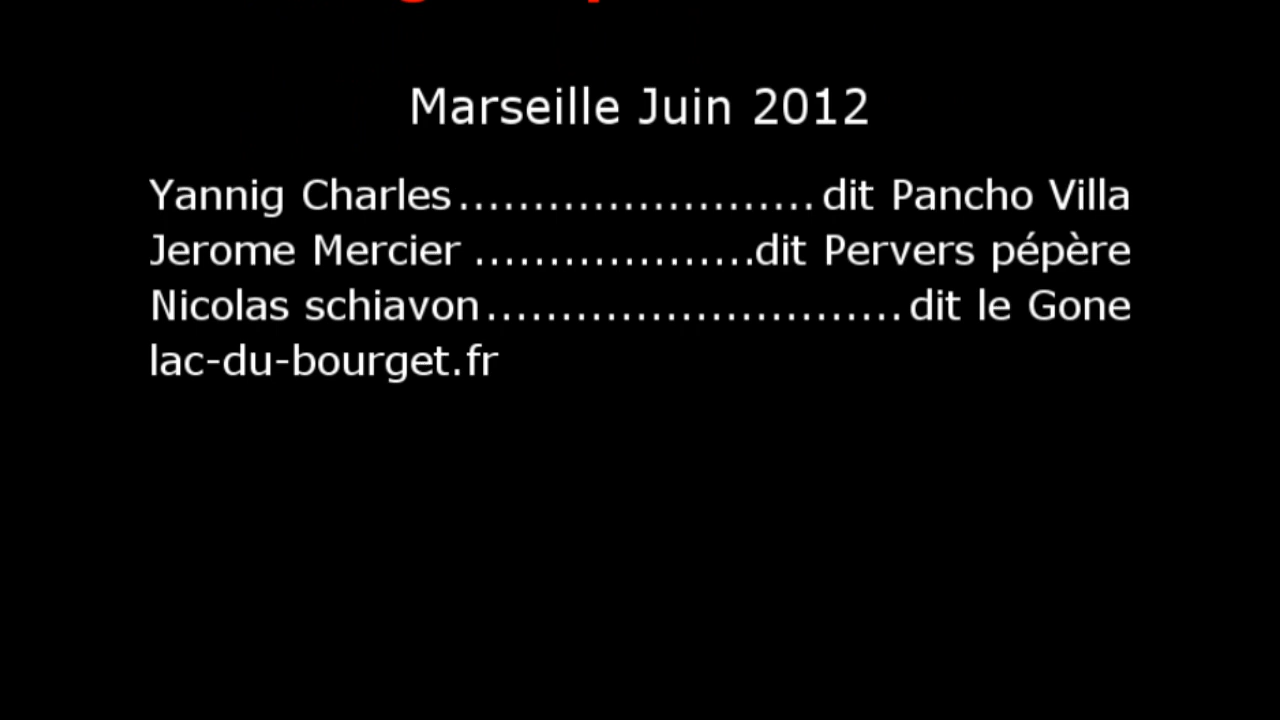 Marseille Juin 2012
Yannig Charles........................dit Pancho Villa
Jerome Mercier ...................dit Pervers pépère
Nicolas schiavon............................dit le Gone
lac-du-bourget.fr